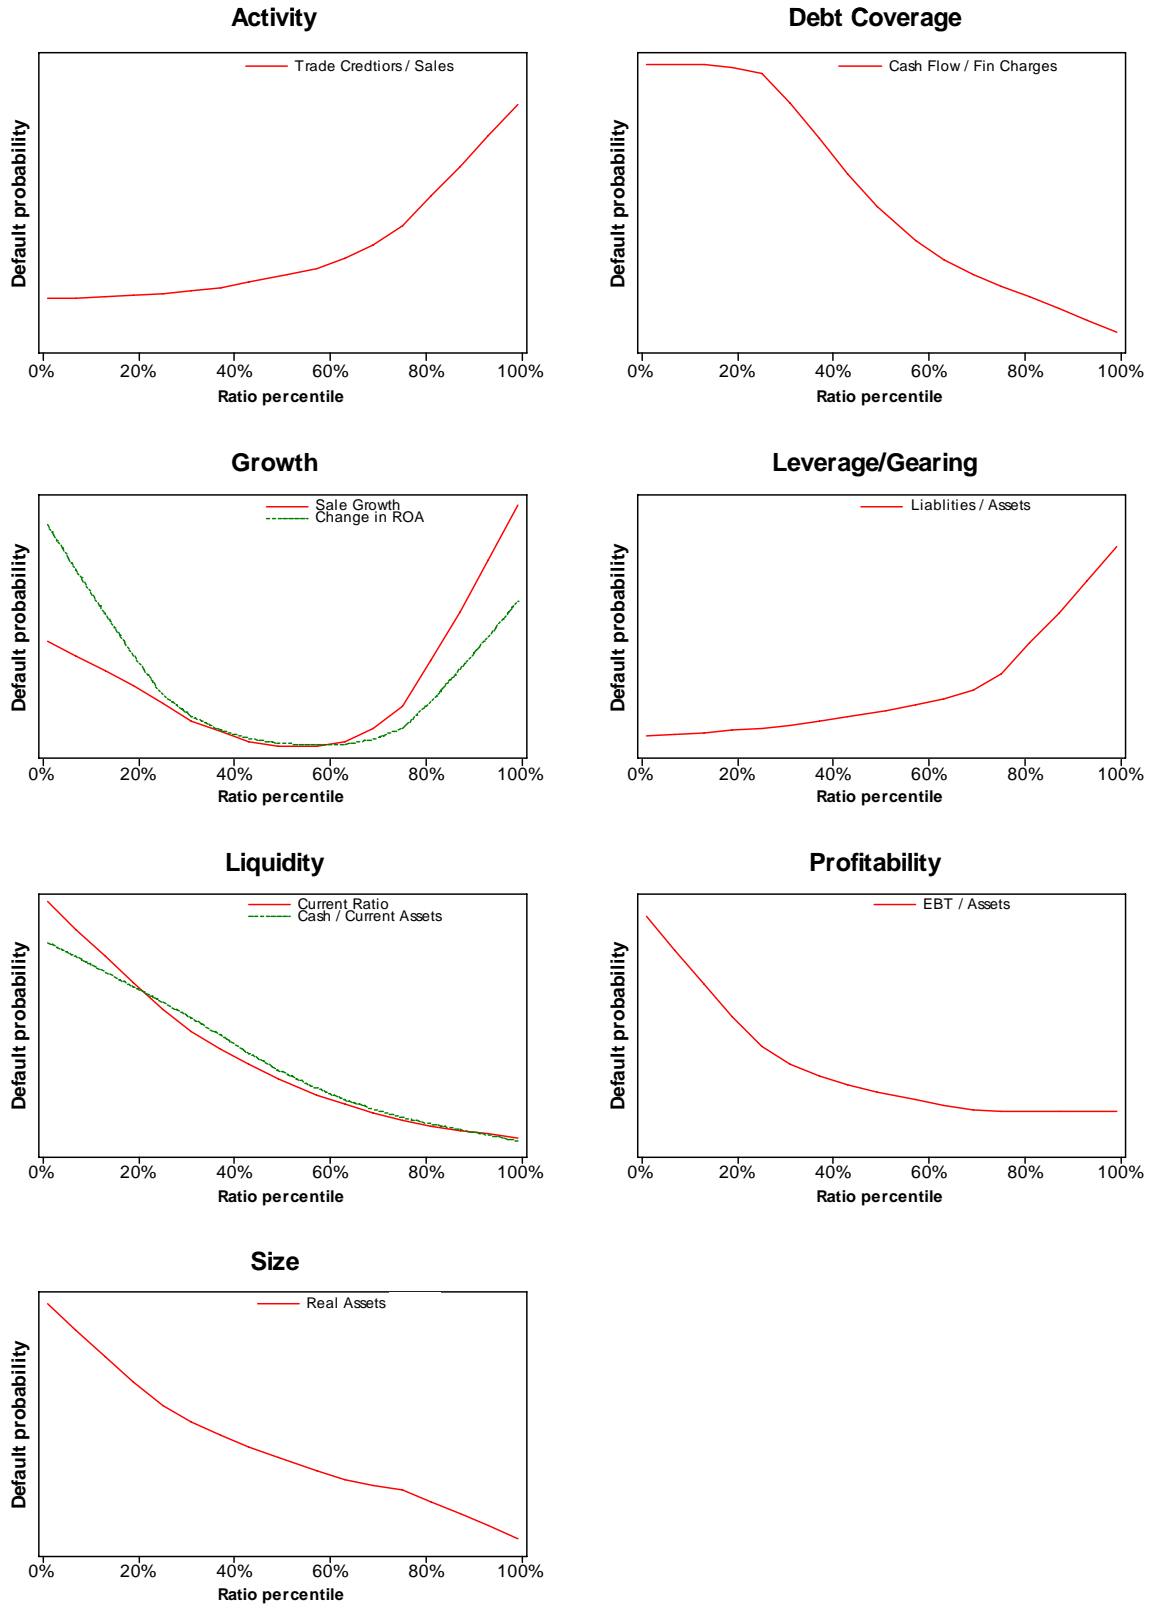 Activity
Trade Credtiors / Sales
Default probability
0% 20% 40% 60% 80% 100%
Ratio percentile
Debt Coverage
Cash Flow / Fin Charges
Default probability
0% 20% 40% 60% 80% 100%
Ratio percentile
Growth
Sale Growth
Change in ROA
Default probability
0% 20% 40% 60% 80% 100%
Ratio percentile
Leverage/Gearing
Liablities / Assets
Default probability
0% 20% 40% 60% 80% 100%
Ratio percentile
Liquidity
Current Ratio
Cash / Current Assets
Default probability
0% 20% 40% 60% 80% 100%
Ratio percentile
Profitability
EBT / Assets
Default probability
0% 20% 40% 60% 80% 100%
Ratio percentile
Size
Real Assets
Default probability
0% 20% 40% 60% 80% 100%
Ratio percentile